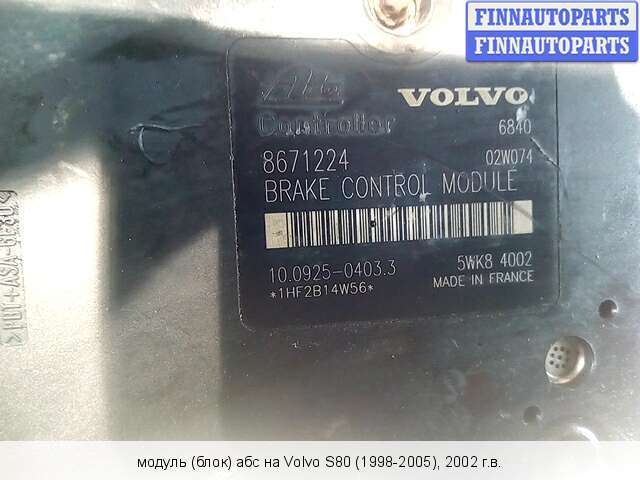 FINNAUTOPARTS
FINNAUTOPARTS
Ate VOLVO
Controller 6840
8671224 02W074
BRAKE CONTROL MODULE
10.0925-0403.3 5WK8 4002
*1HF2B14W56* MADE IN FRANCE
модуль (блок) абс на Volvo S80 (1998-2005), 2002 г.в.